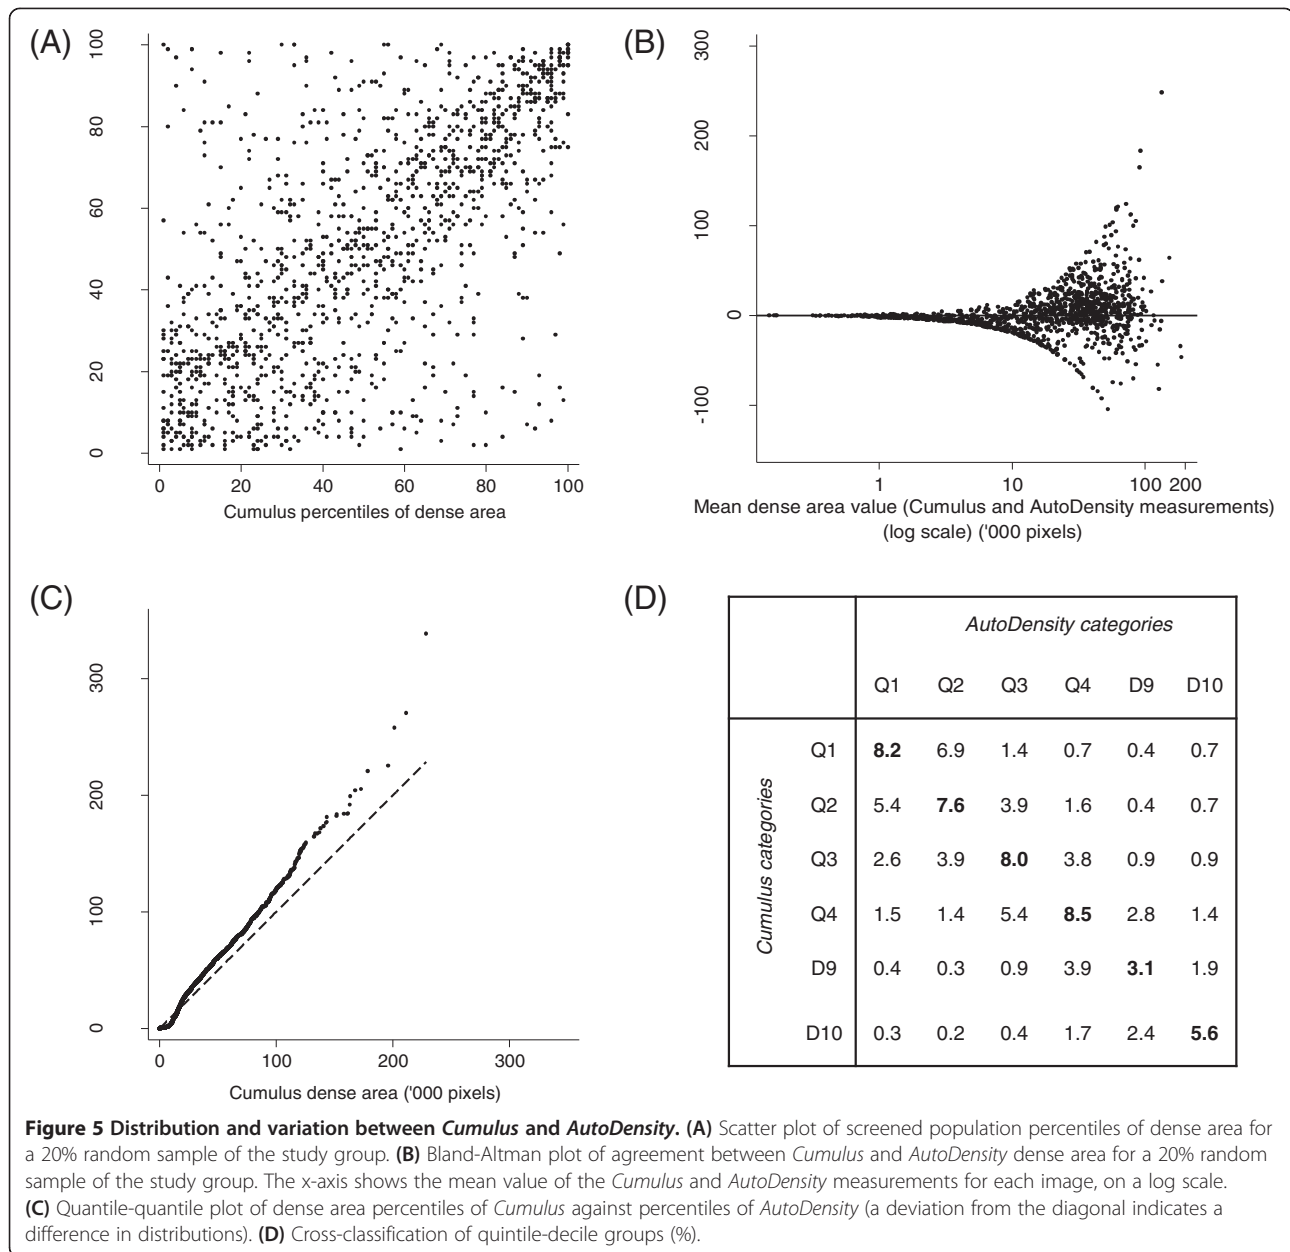 (A)
100
80
60
40
20
0
0 20 40 60 80 100
Cumulus percentiles of dense area
(B)
300
200
100
0
-100
1 10 100 200
Mean dense area value (Cumulus and AutoDensity measurements)
(log scale) ('000 pixels)
(C)
300
200
100
0
0 100 200 300
Cumulus dense area ('000 pixels)
(D)
AutoDensity categories
Q1 Q2 Q3 Q4 D9 D10
Cumulus categories
Q1 8.2 6.9 1.4 0.7 0.4 0.7
Q2 5.4 7.6 3.9 1.6 0.4 0.7
Q3 2.6 3.9 8.0 3.8 0.9 0.9
Q4 1.5 1.4 5.4 8.5 2.8 1.4
D9 0.4 0.3 0.9 3.9 3.1 1.9
D10 0.3 0.2 0.4 1.7 2.4 5.6
Figure 5 Distribution and variation between Cumulus and AutoDensity. (A) Scatter plot of screened population percentiles of dense area for
a 20% random sample of the study group. (B) Bland-Altman plot of agreement between Cumulus and AutoDensity dense area for a 20% random
sample of the study group. The x-axis shows the mean value of the Cumulus and AutoDensity measurements for each image, on a log scale.
(C) Quantile-quantile plot of dense area percentiles of Cumulus against percentiles of AutoDensity (a deviation from the diagonal indicates a
difference in distributions). (D) Cross-classification of quintile-decile groups (%).